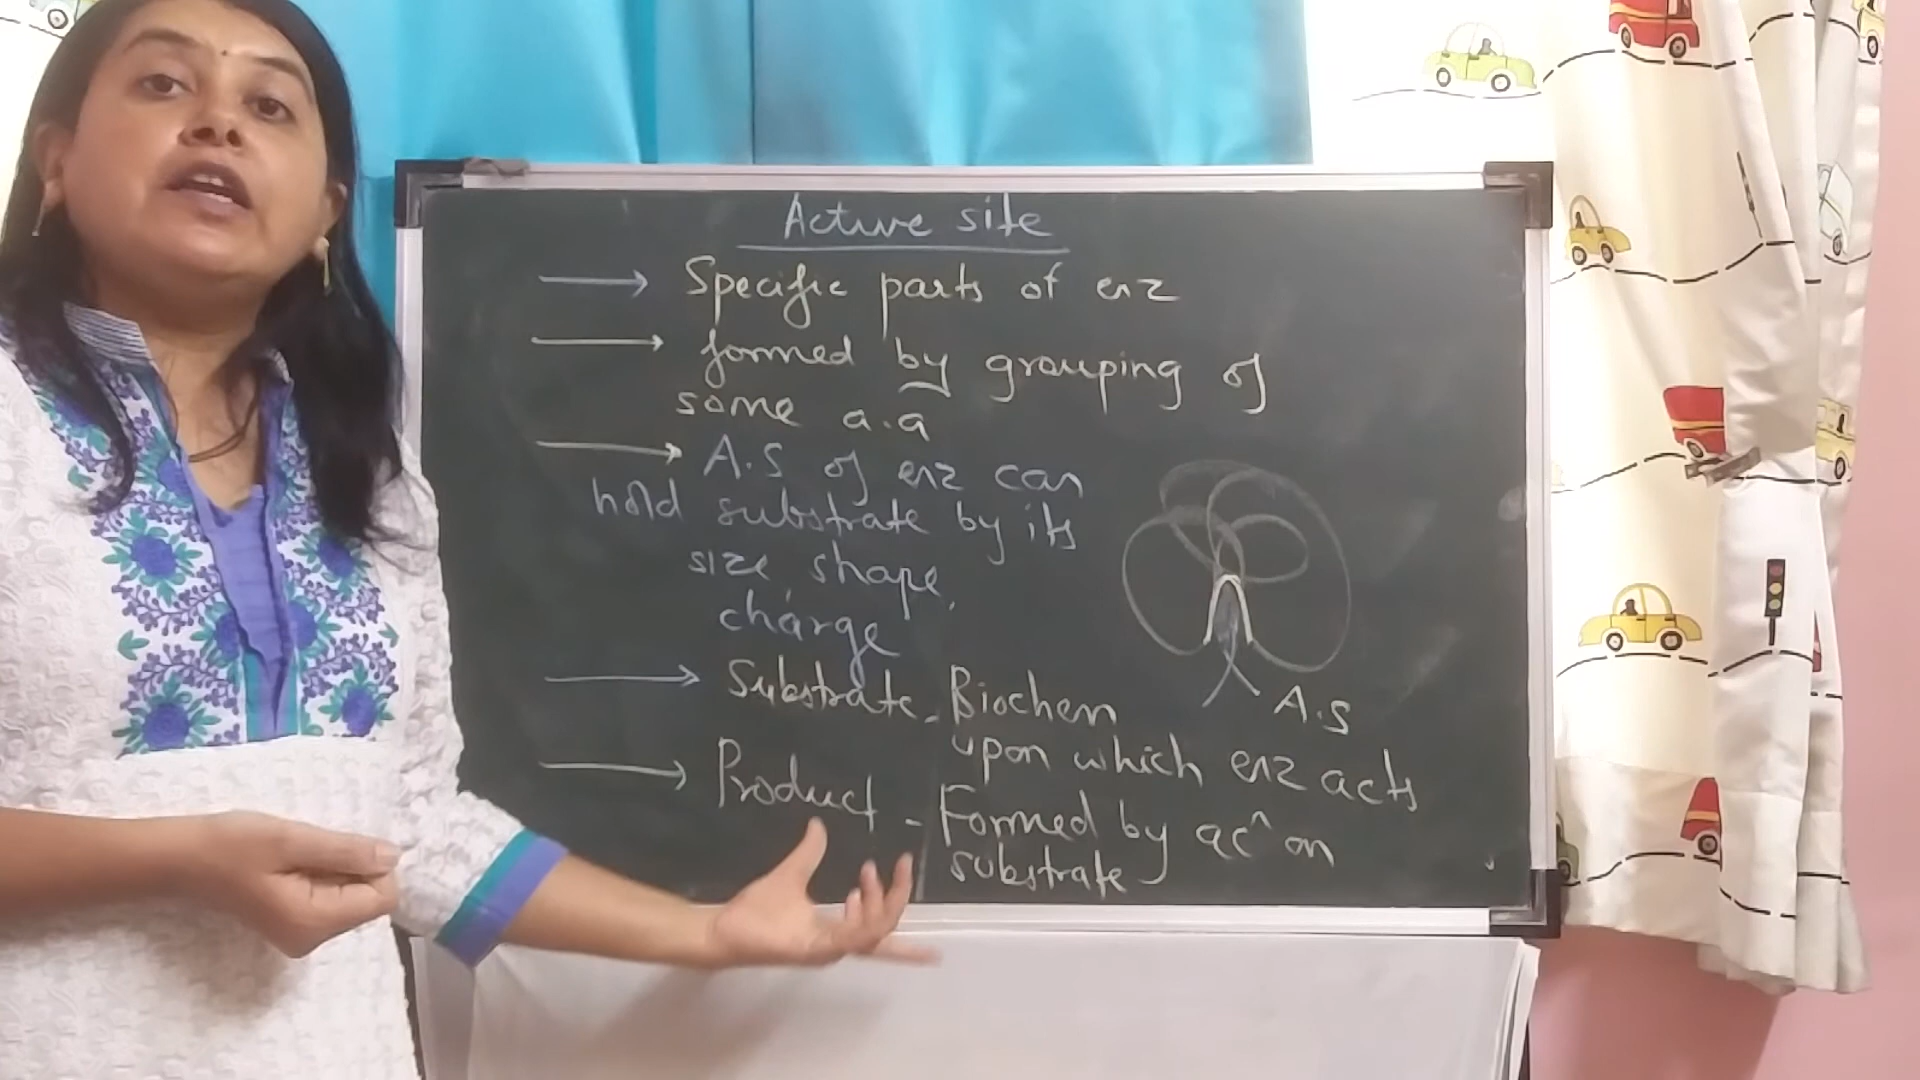 Active site
→ Specific parts of enz
→ formed by grouping of
some a.a
→ A.S of enz can
hold substrate by its
size, shape,
charge
→ Substrate - Biochem
upon which enz acts
→ Product - Formed by ac^n on
substrate
A.S